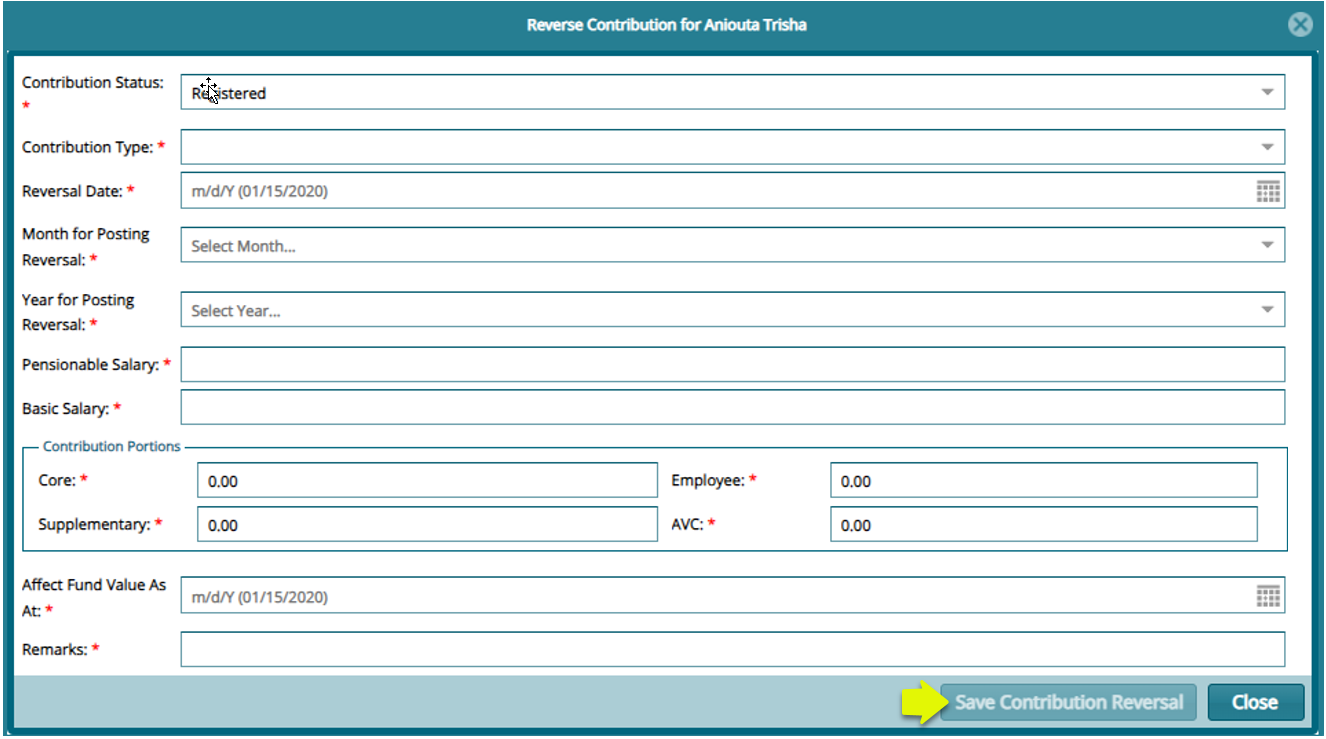 Reverse Contribution for Aniouta Trisha
Contribution Status:
*
Registered
Contribution Type: *
Reversal Date: *
m/d/Y (01/15/2020)
Month for Posting
Reversal: *
Select Month...
Year for Posting
Reversal: *
Select Year...
Pensionable Salary: *
Basic Salary: *
Contribution Portions
Core: * 0.00 Employee: * 0.00
Supplementary: * 0.00 AVC: * 0.00
Affect Fund Value As
At: *
m/d/Y (01/15/2020)
Remarks: *
Save Contribution Reversal Close